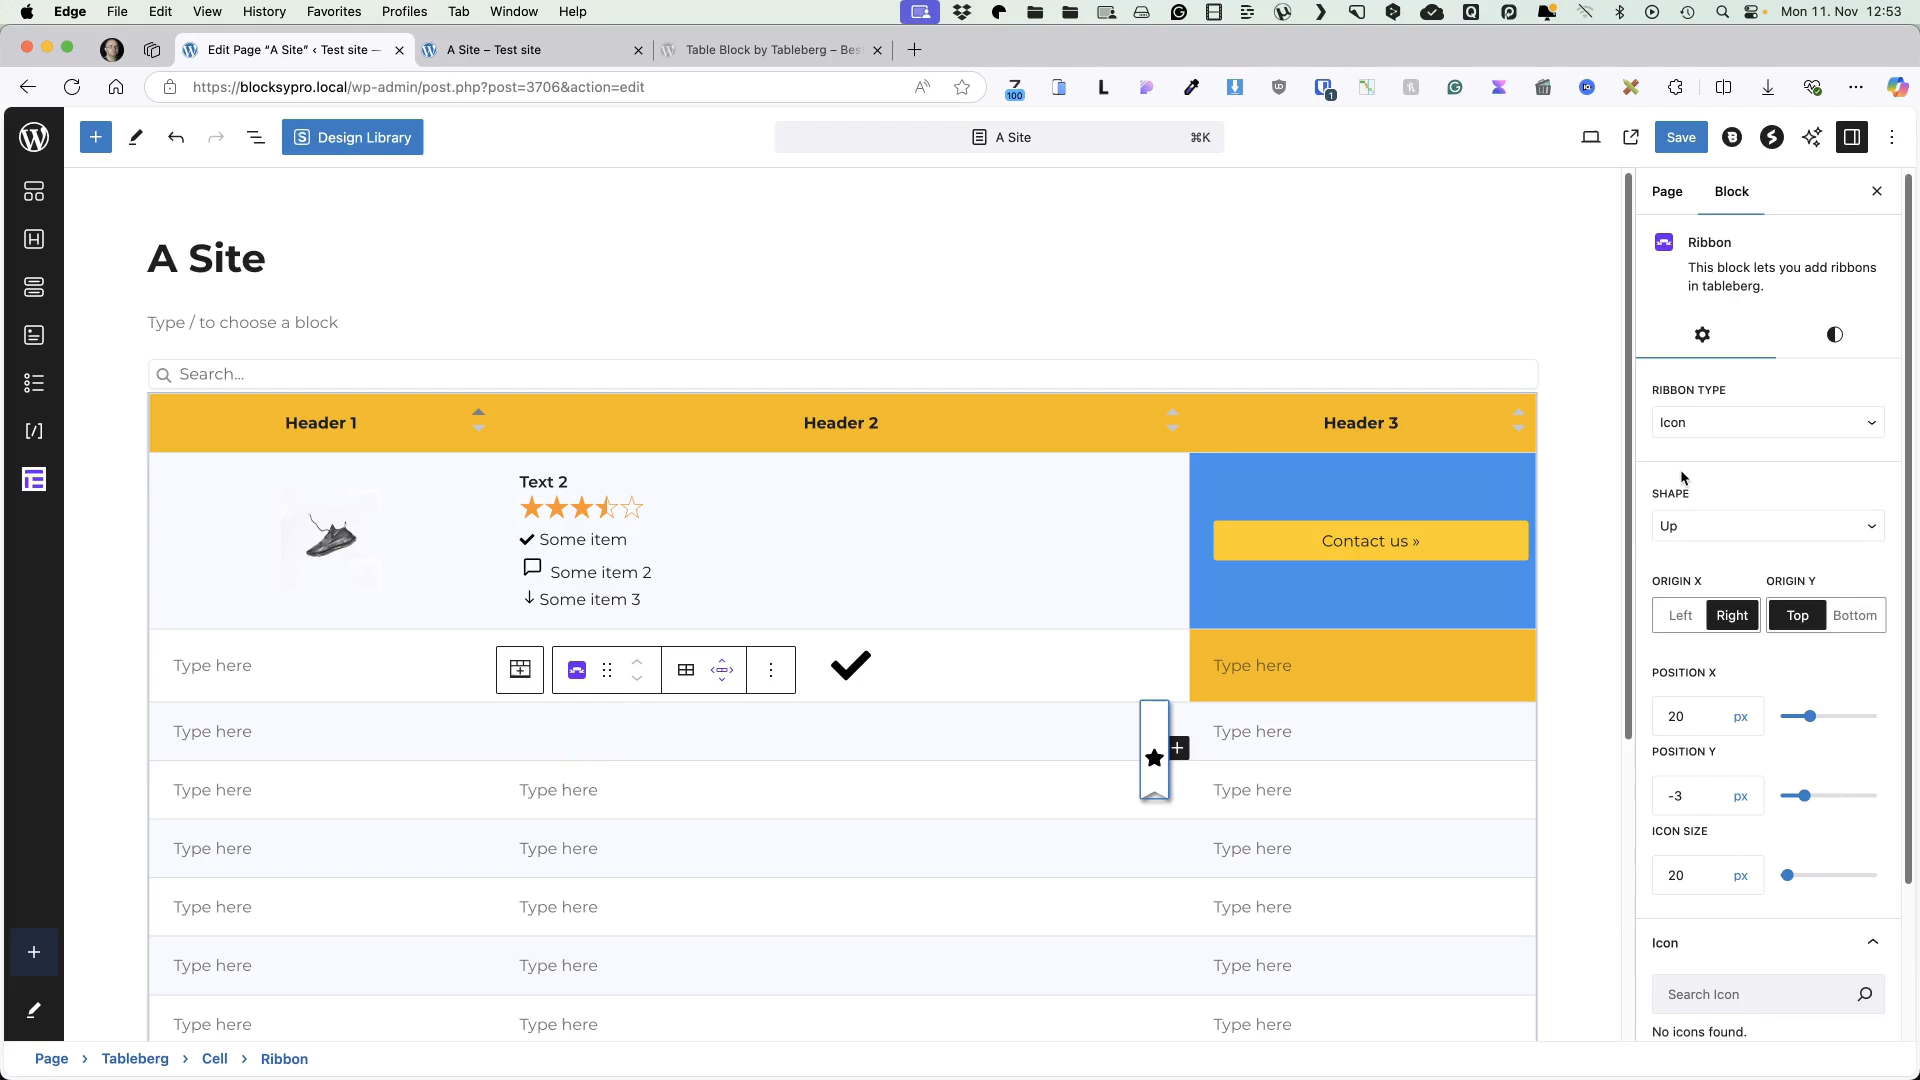 Edge File Edit View History Favorites Profiles Tab Window Help Mon 11. Nov 12:53
Edit Page “A Site” ‹ Test site — A Site – Test site Table Block by Tableberg – Bes
https://blocksypro.local/wp-admin/post.php?post=3706&action=edit 100 1
Design Library A Site ⌘K Save
Page Block
Ribbon
This block lets you add ribbons
in tableberg.
A Site
Type / to choose a block
Search...
Header 1 Header 2 Header 3
Text 2
Some item
Some item 2
Some item 3
Contact us »
Type here Type here
Type here Type here
Type here Type here Type here
Type here Type here Type here
Type here Type here Type here
Type here Type here Type here
Type here Type here Type here
RIBBON TYPE
Icon
SHAPE
Up
ORIGIN X ORIGIN Y
Left Right Top Bottom
POSITION X
20 px
POSITION Y
-3 px
ICON SIZE
20 px
Icon
Search Icon
No icons found.
Page › Tableberg › Cell › Ribbon